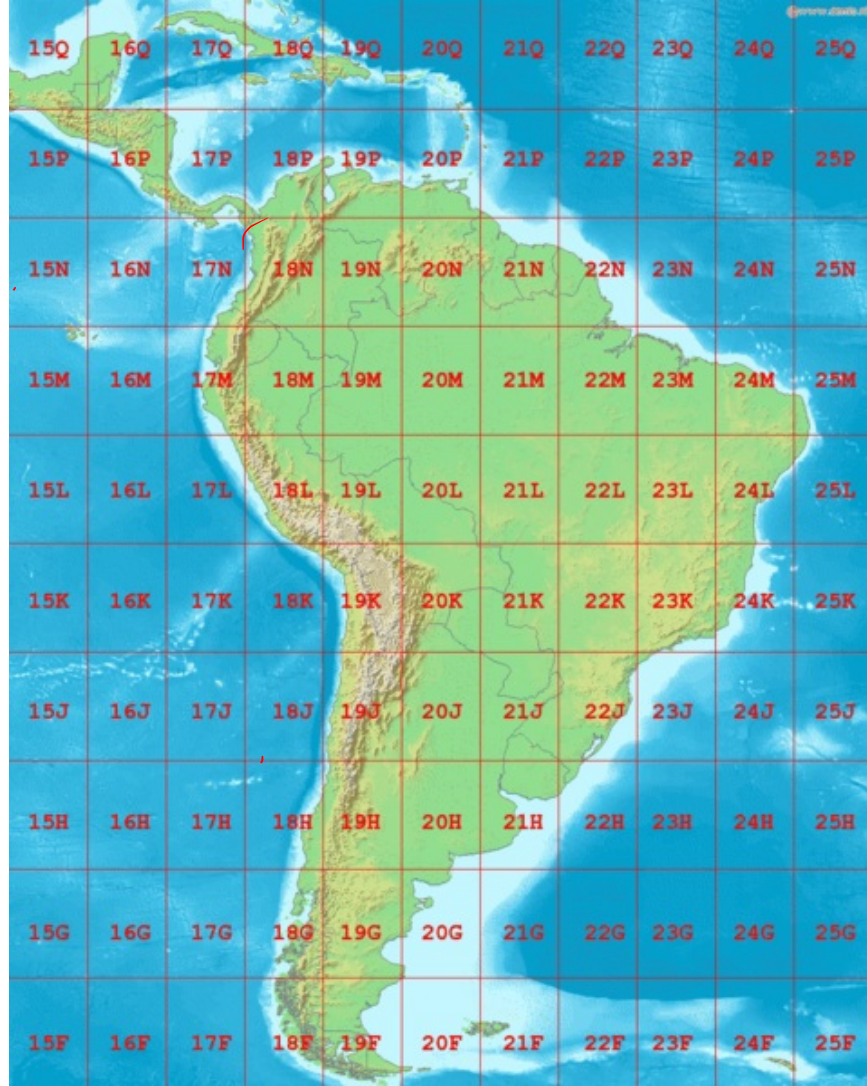 15Q 16Q 17Q 18Q 19Q 20Q 21Q 22Q 23Q 24Q 25Q
15P 16P 17P 18P 19P 20P 21P 22P 23P 24P 25P
15N 16N 17N 18N 19N 20N 21N 22N 23N 24N 25N
15M 16M 17M 18M 19M 20M 21M 22M 23M 24M 25M
15L 16L 17L 18L 19L 20L 21L 22L 23L 24L 25L
15K 16K 17K 18K 19K 20K 21K 22K 23K 24K 25K
15J 16J 17J 18J 19J 20J 21J 22J 23J 24J 25J
15H 16H 17H 18H 19H 20H 21H 22H 23H 24H 25H
15G 16G 17G 18G 19G 20G 21G 22G 23G 24G 25G
15F 16F 17F 18F 19F 20F 21F 22F 23F 24F 25F